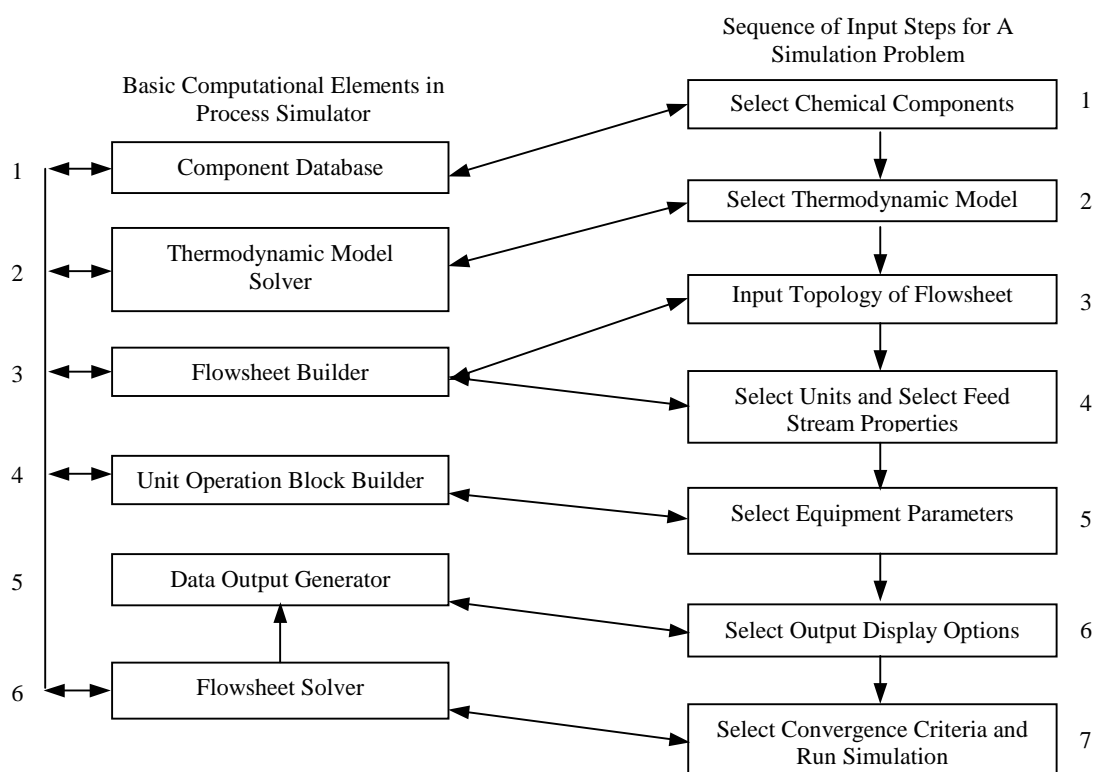 Sequence of Input Steps for A
Simulation Problem
Basic Computational Elements in
Process Simulator
Select Chemical Components
1
1
Component Database
Select Thermodynamic Model
2
2
Thermodynamic Model
Solver
Input Topology of Flowsheet
3
3
Flowsheet Builder
Select Units and Select Feed
Stream Properties
4
4
Unit Operation Block Builder
Select Equipment Parameters
5
5
Data Output Generator
Select Output Display Options
6
6
Flowsheet Solver
Select Convergence Criteria and
Run Simulation
7